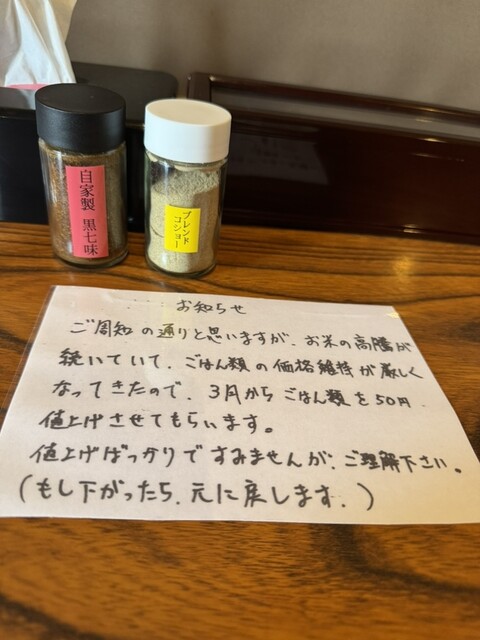 自家製 黒七味
ブレンド
コショー
お知らせ
ご周知の通りと思いますが、お米の高騰が
続いていて、ごはん類の価格維持が厳しく
なってきたので、3月からごはん類を50円
値上げさせてもらいます。
値上げばっかりですみませんが、ご理解下さい。
(もし下がったら、元に戻します。)